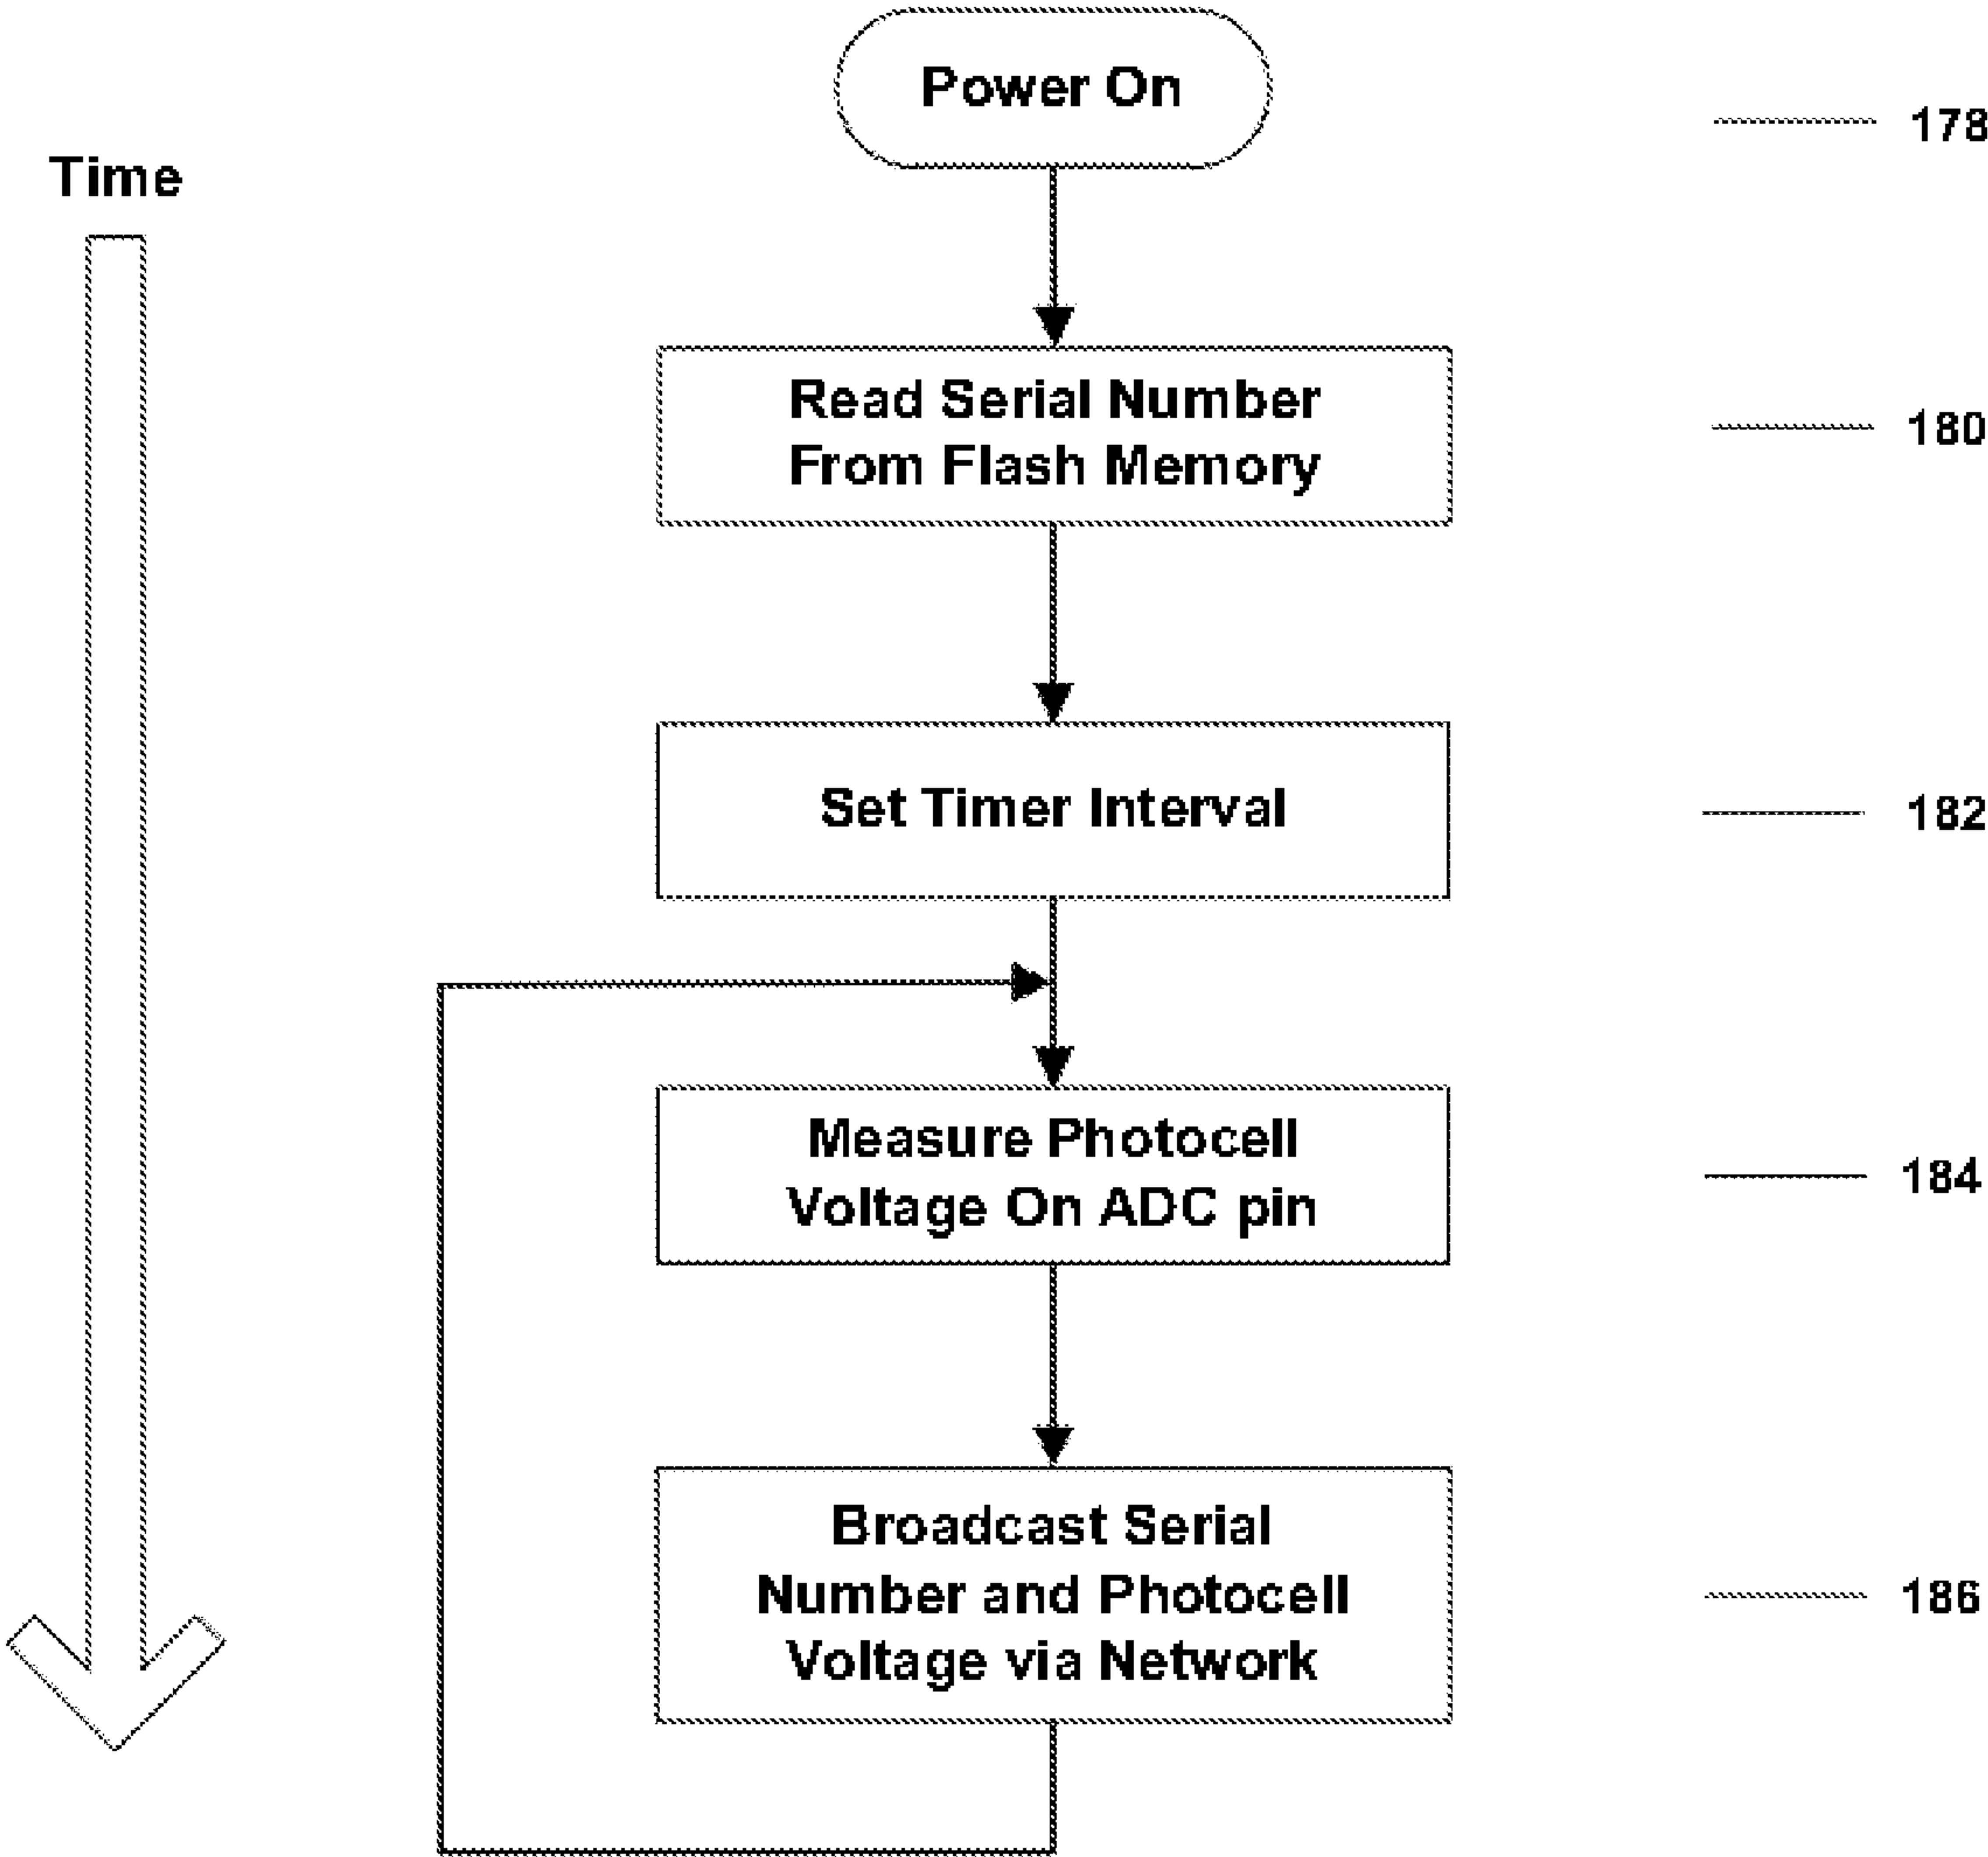 Power On
178
Time
Read Serial Number
From Flash Memory
180
Set Timer Interval
182
Measure Photocell
Voltage On ADC pin
184
Broadcast Serial
Number and Photocell
Voltage via Network
186